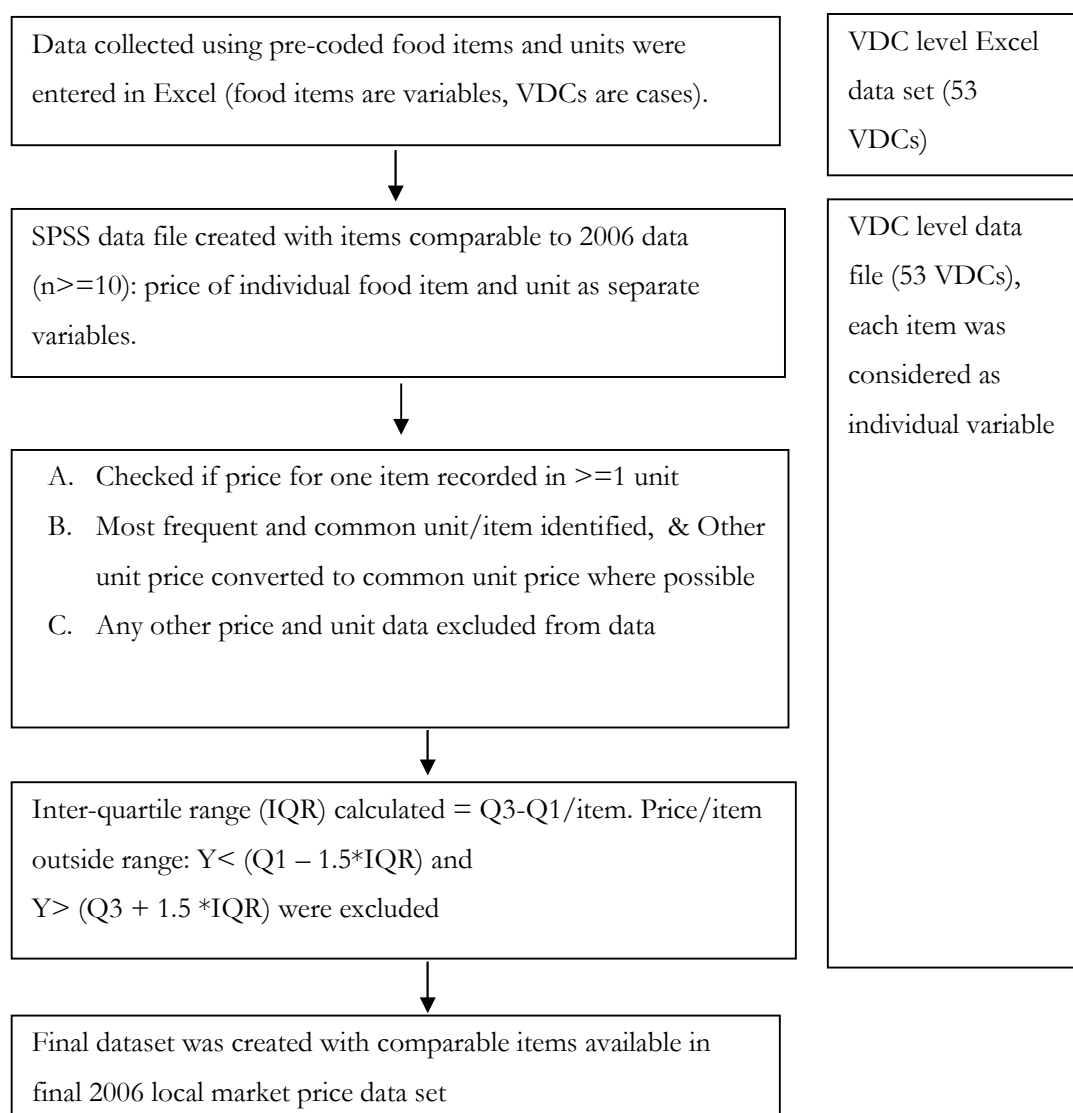 Data collected using pre-coded food items and units were
entered in Excel (food items are variables, VDCs are cases).
VDC level Excel
data set (53
VDCs)
SPSS data file created with items comparable to 2006 data
(n>=10): price of individual food item and unit as separate
variables.
VDC level data
file (53 VDCs),
each item was
considered as
individual variable
A. Checked if price for one item recorded in >=1 unit
B. Most frequent and common unit/item identified, & Other
unit price converted to common unit price where possible
C. Any other price and unit data excluded from data
Inter-quartile range (IQR) calculated = Q3-Q1/item. Price/item
outside range: Y< (Q1 – 1.5*IQR) and
Y> (Q3 + 1.5 *IQR) were excluded
Final dataset was created with comparable items available in
final 2006 local market price data set